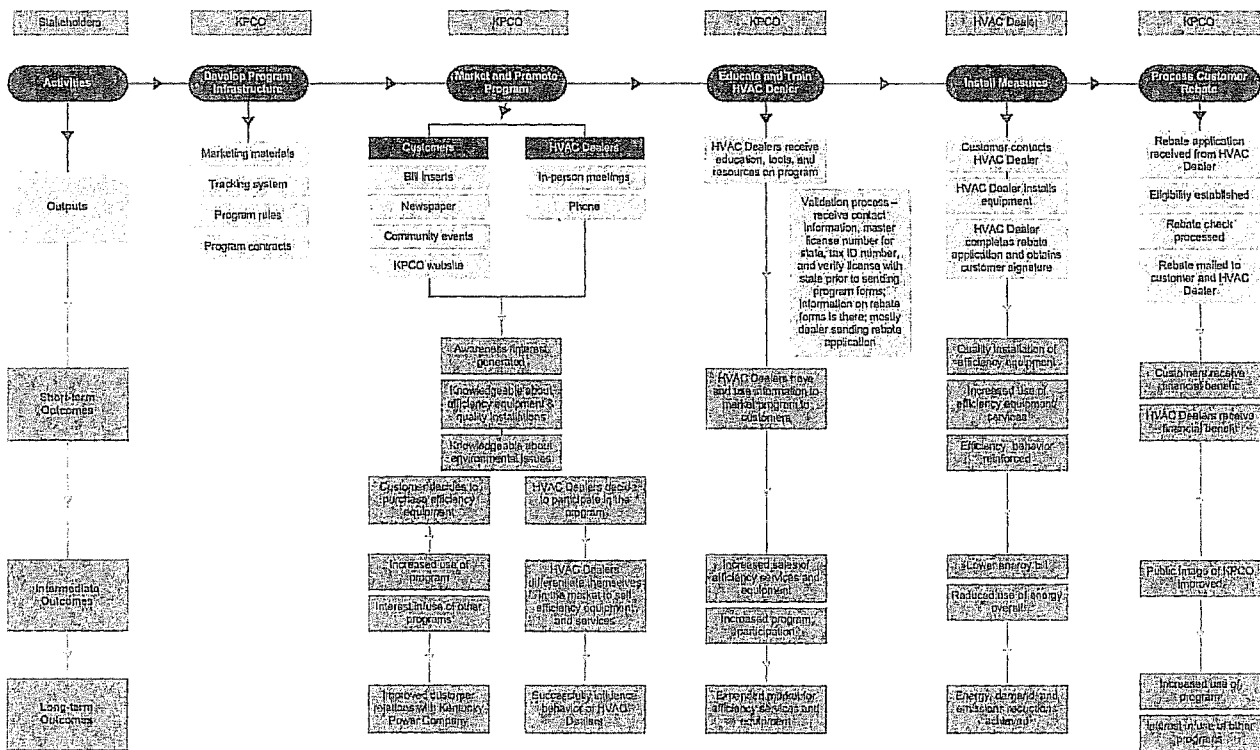 Stakeholders
KPCO
KPCO
KPCO
HVAC Dealer
KPCO
Activities
Develop Program
Infrastructure
Market and Promote
Program
Educate and Train
HVAC Dealer
Install Measures
Process Customer
Rebate
Outputs
Marketing materials
Tracking system
Program rules
Program contracts
Customers
Bill Inserts
Newspaper
Community events
KPCO website
HVAC Dealers
In-person meetings
Phone
HVAC Dealers receive
education, tools, and
resources on program
Validation process –
receive contact
information, master
license number for
state, tax ID number,
and verify license with
state prior to sending
program forms;
information on rebate
forms is there; mostly
dealer sending rebate
application
Customer contacts
HVAC Dealer
HVAC Dealer installs
equipment
HVAC Dealer
completes rebate
application and obtains
customer signature
Rebate application
received from HVAC
Dealer
Eligibility established
Rebate check
processed
Rebate mailed to
customer and HVAC
Dealer
Short-term
Outcomes
Awareness/interest
generated
Knowledgeable about
efficiency equipment &
quality installations
Knowledgeable about
environmental issues
Customer decides to
purchase efficiency
equipment
HVAC Dealers decide
to participate in the
program
HVAC Dealers have
and use information to
market program to
customers
Quality installation of
efficiency equipment
Increased use of
efficiency equipment/
services
Efficiency behavior
reinforced
Customers receive
financial benefit
HVAC Dealers receive
financial benefit
Intermediate
Outcomes
Increased use of
program
Interest in/use of other
programs
HVAC Dealers
differentiate themselves
in the market to sell
efficiency equipment
and services
Increased sales of
efficiency services and
equipment
Increased program
participation
Lower energy bill
Reduced use of energy
overall
Public image of KPCO
improved
Long-term
Outcomes
Improved customer
relations with Kentucky
Power Company
Successfully influence
behavior of HVAC
Dealers
Extended market for
efficiency services and
equipment
Energy, demand, and
emissions reductions
achieved
Increased use of
program
Interest in use of other
programs